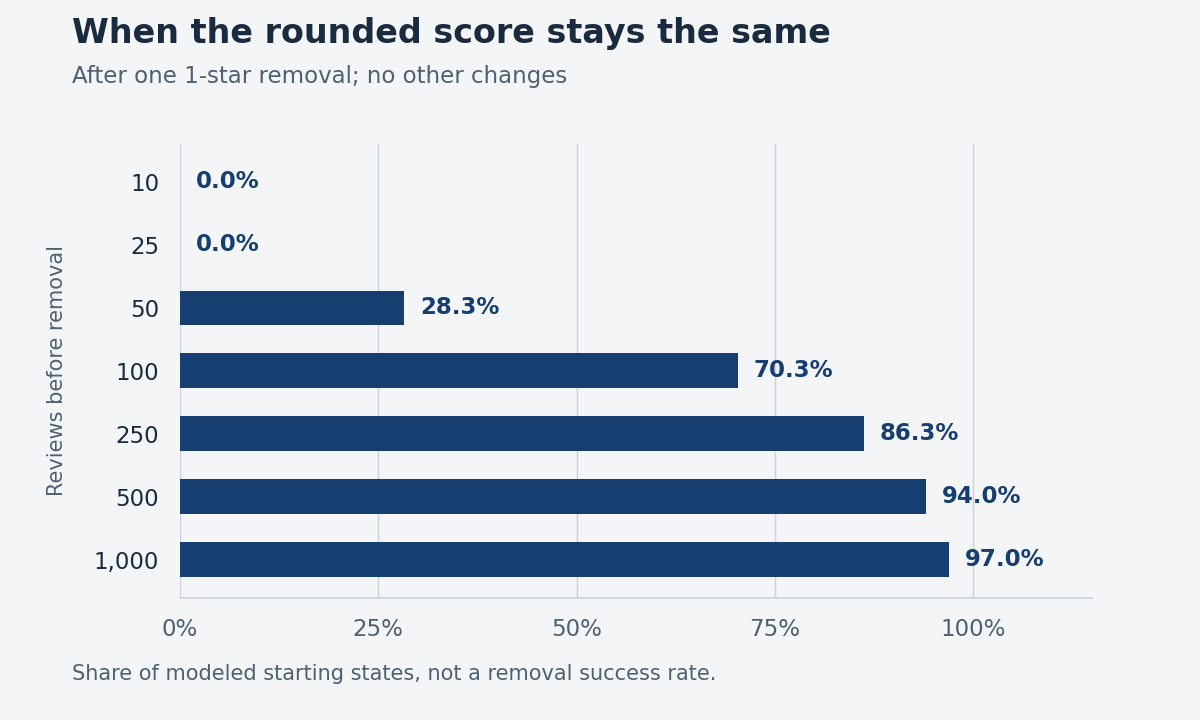 When the rounded score stays the same
After one 1-star removal; no other changes
Reviews before removal
10 0.0%
25 0.0%
50 28.3%
100 70.3%
250 86.3%
500 94.0%
1,000 97.0%
0% 25% 50% 75% 100%
Share of modeled starting states, not a removal success rate.